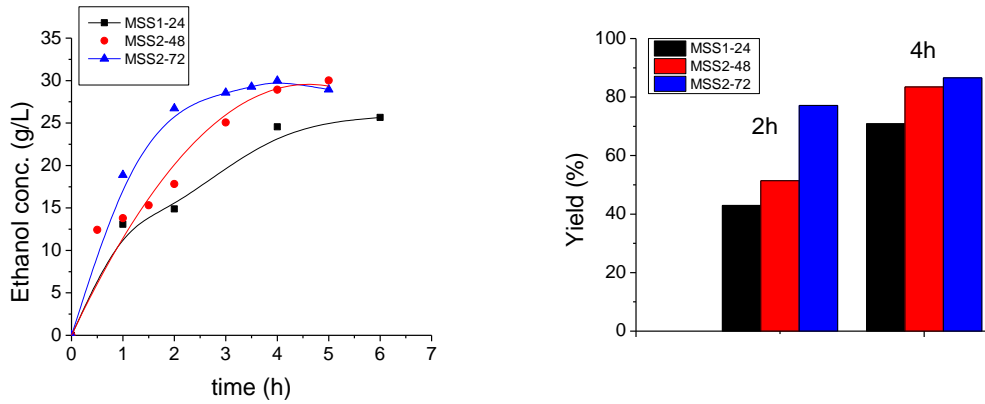 MSS1-24
MSS2-48
MSS2-72
35
30
25
20
15
10
5
0
Ethanol conc. (g/L)
0 1 2 3 4 5 6 7
time (h)
100
80
60
40
20
0
Yield (%)
MSS1-24
MSS2-48
MSS2-72
2h
4h